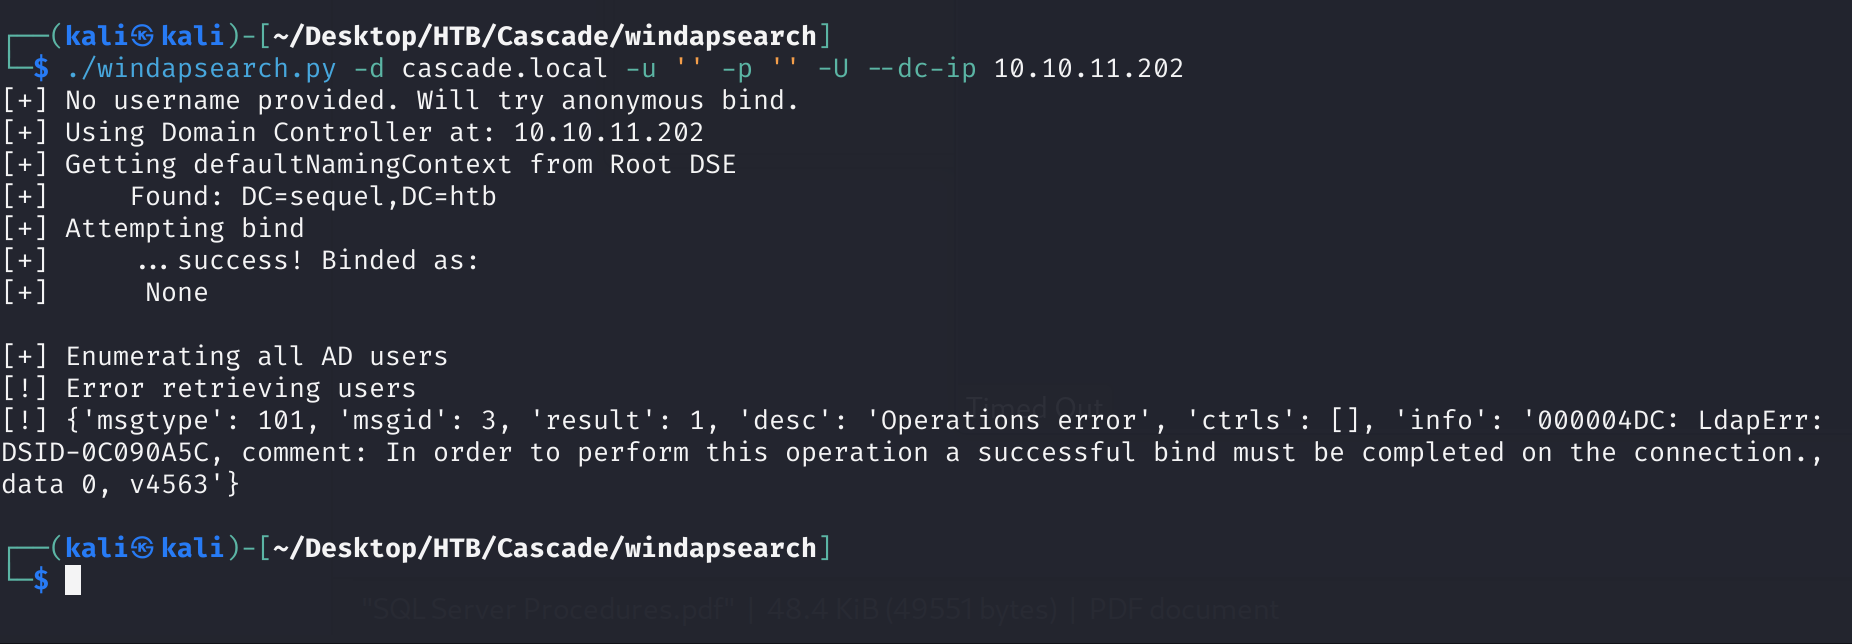 ┌──(kali㉿kali)-[~/Desktop/HTB/Cascade/windapsearch]
└─$ ./windapsearch.py -d cascade.local -u '' -p '' -U --dc-ip 10.10.11.202
[+] No username provided. Will try anonymous bind.
[+] Using Domain Controller at: 10.10.11.202
[+] Getting defaultNamingContext from Root DSE
[+]     Found: DC=sequel,DC=htb
[+] Attempting bind
[+]     ...success! Binded as:
[+]      None

[+] Enumerating all AD users
[!] Error retrieving users
Timed Out
[!] {'msgtype': 101, 'msgid': 3, 'result': 1, 'desc': 'Operations error', 'ctrls': [], 'info': '000004DC: LdapErr:
DSID-0C090A5C, comment: In order to perform this operation a successful bind must be completed on the connection.,
data 0, v4563'}

┌──(kali㉿kali)-[~/Desktop/HTB/Cascade/windapsearch]
└─$
"SQL Server Procedures.pdf" | 48.4 KiB (49551 bytes) | PDF document